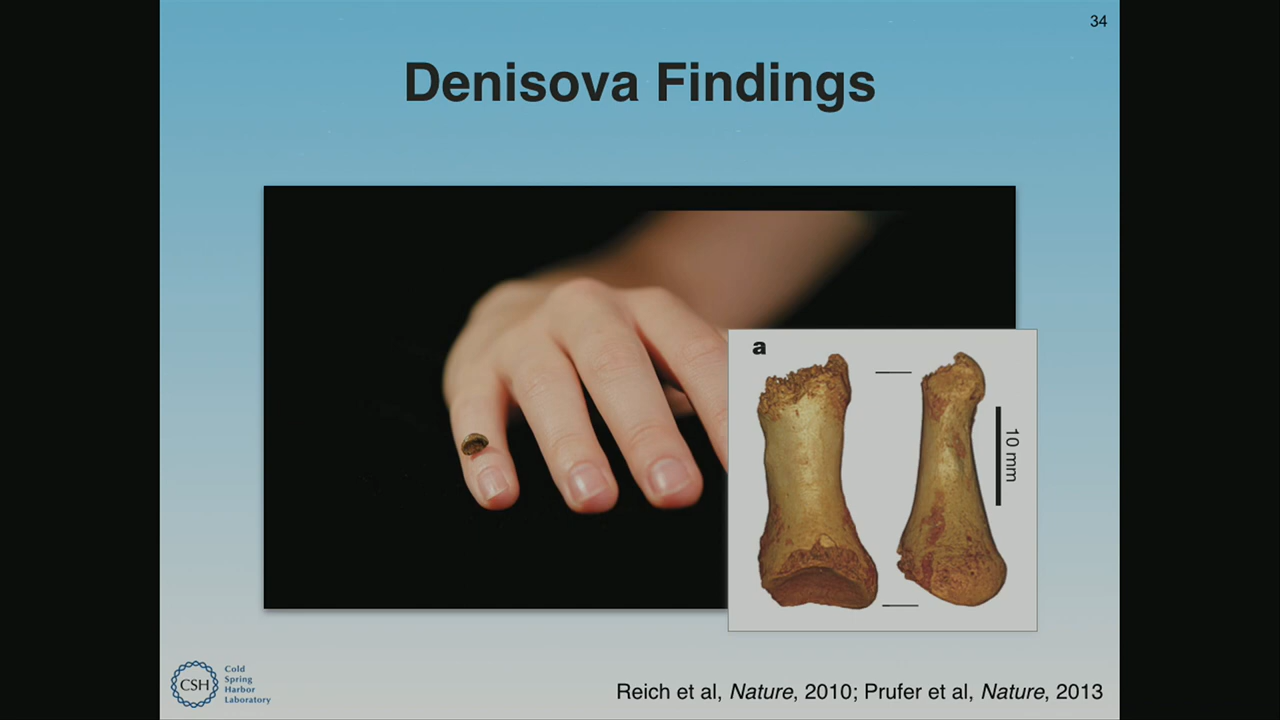 34
Denisova Findings
a
10 mm
CSH
Cold
Spring
Harbor
Laboratory
Reich et al, Nature, 2010; Prufer et al, Nature, 2013